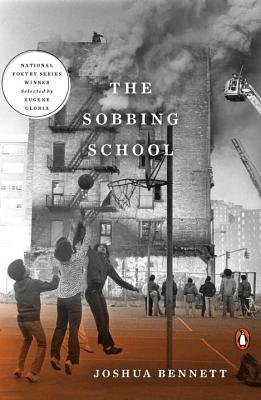 NATIONAL
POETRY SERIES
WINNER
Selected by
EUGENE
GLORIA
THE
SOBBING
SCHOOL
JOSHUA BENNETT